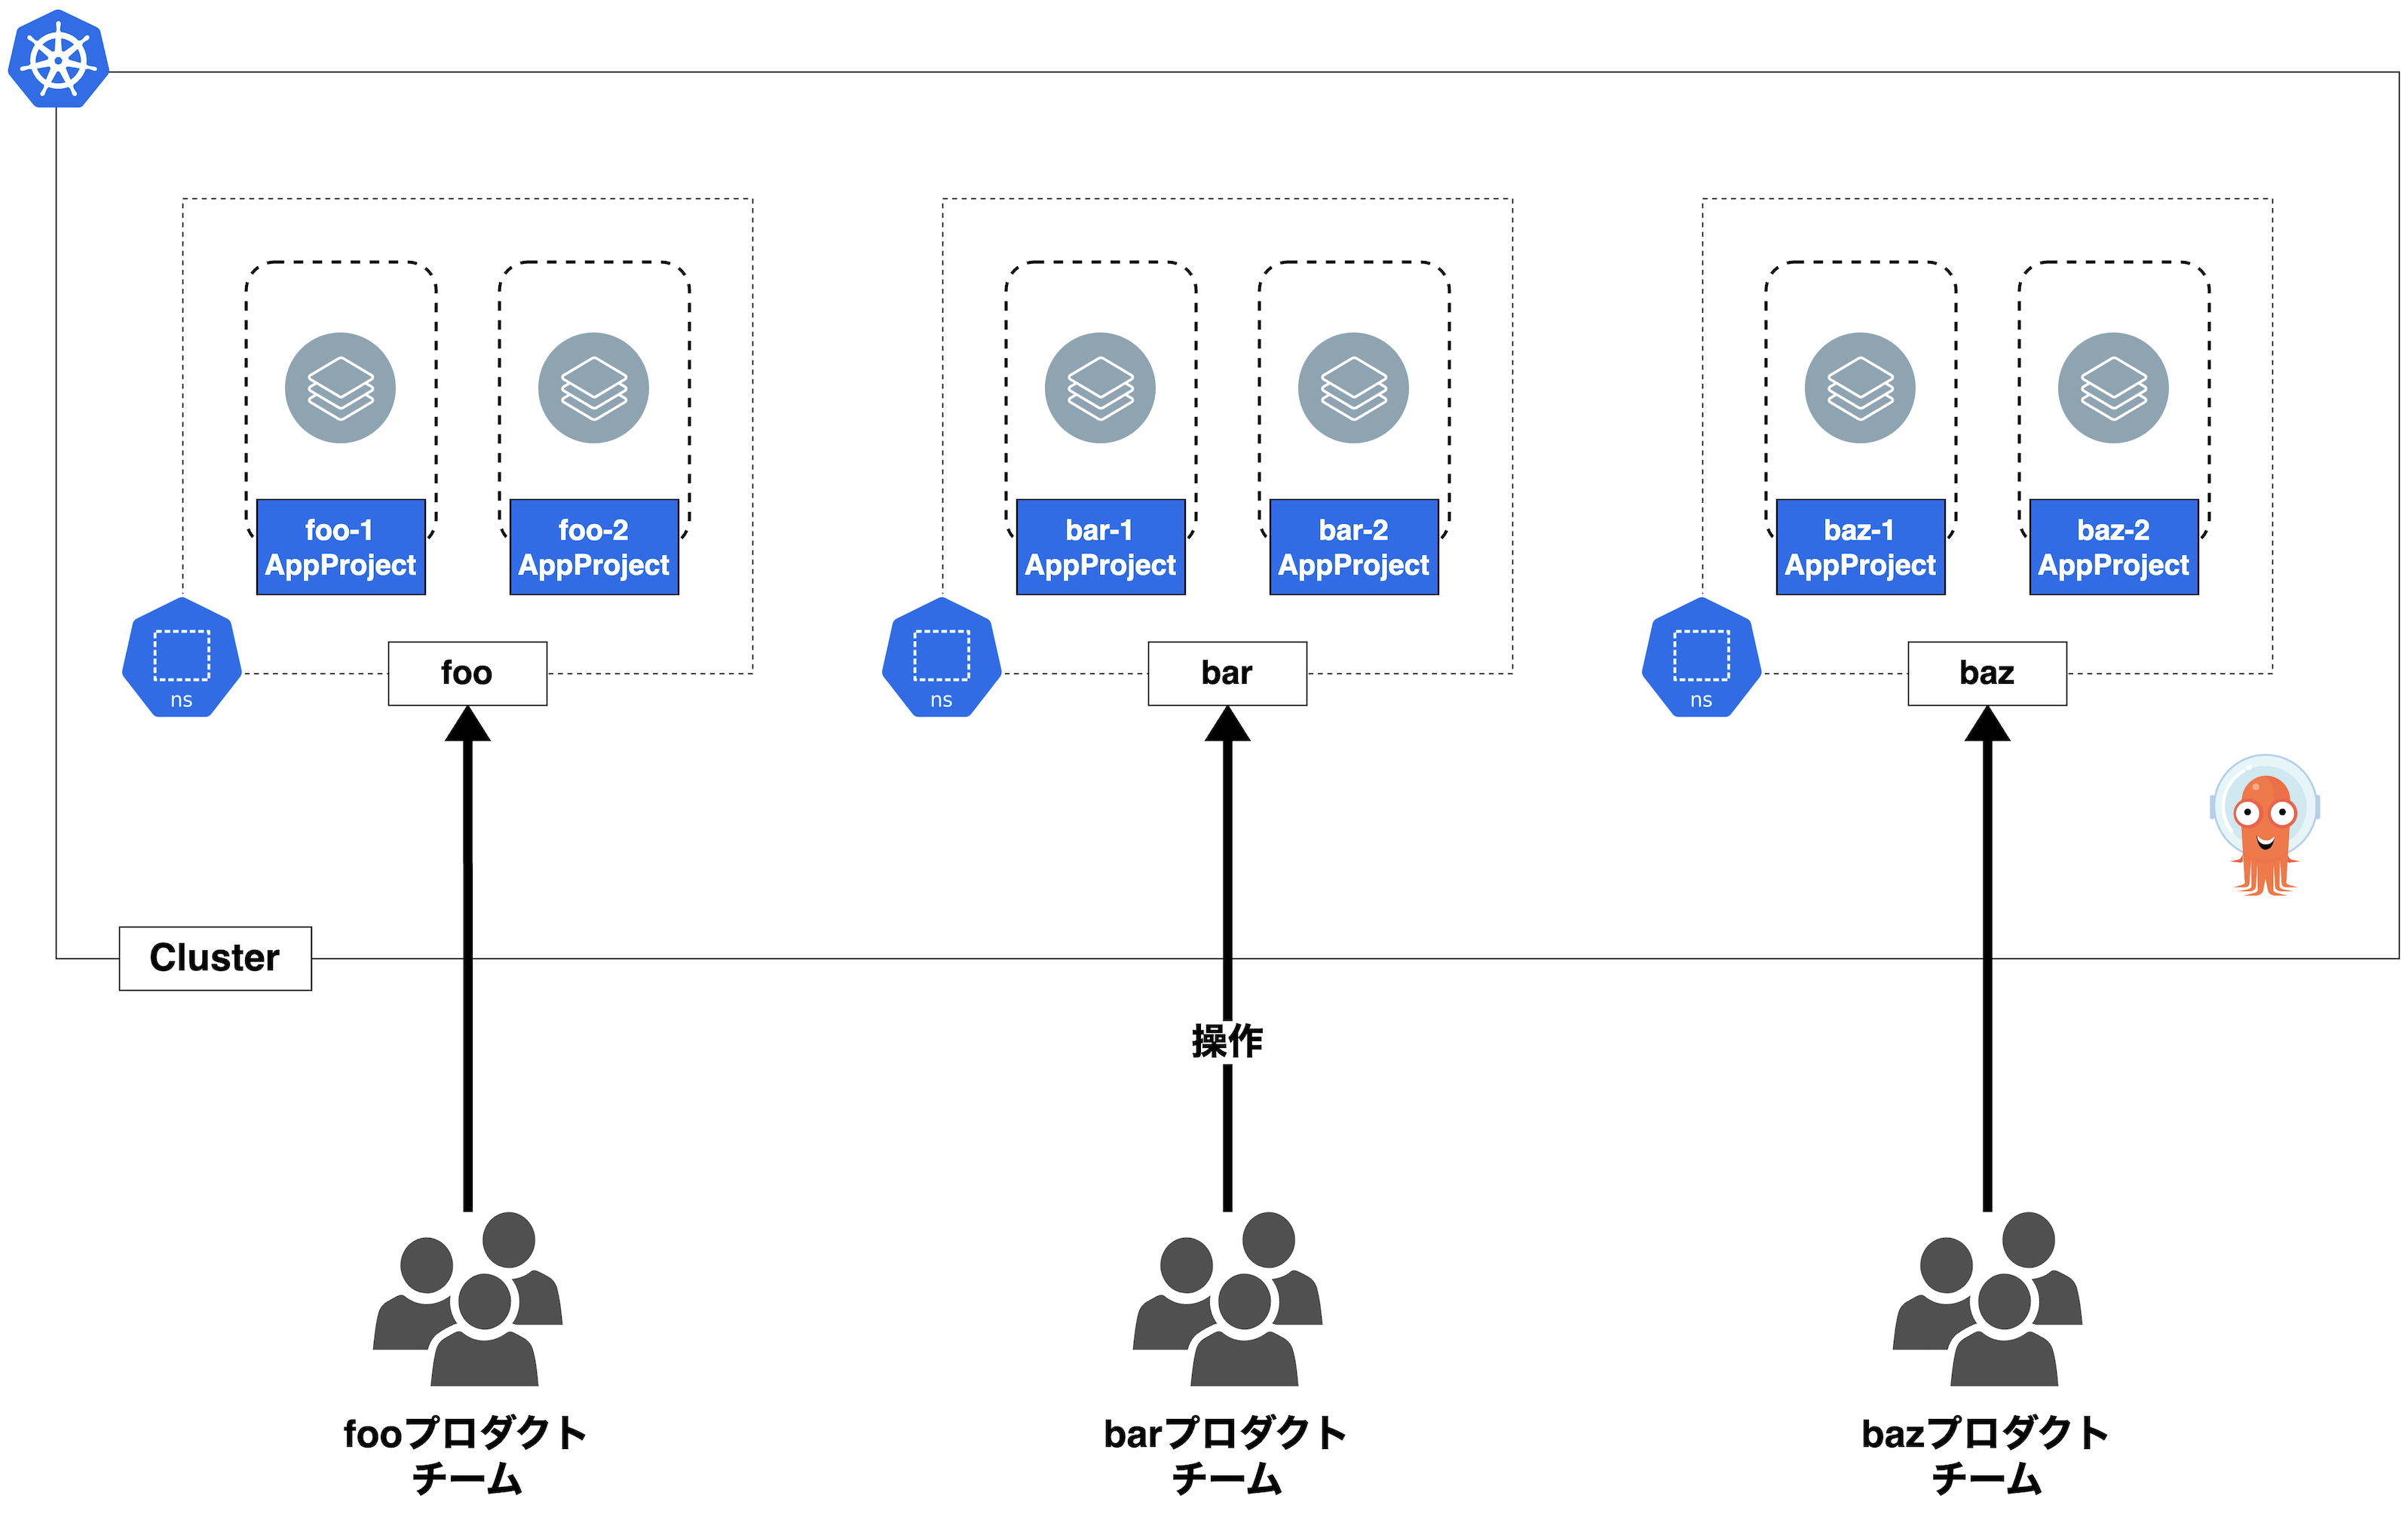 foo-1
AppProject
foo-2
AppProject
bar-1
AppProject
bar-2
AppProject
baz-1
AppProject
baz-2
AppProject
ns
foo
ns
bar
ns
baz
Cluster
操作
fooプロダクト
チーム
barプロダクト
チーム
bazプロダクト
チーム